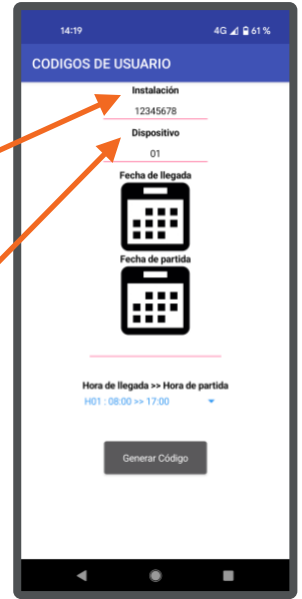 14:19 4G 61 %
CODIGOS DE USUARIO
Instalación
12345678
Dispositivo
01
Fecha de llegada
Fecha de partida
Hora de llegada >> Hora de partida
H01 : 08:00 >> 17:00
Generar Código